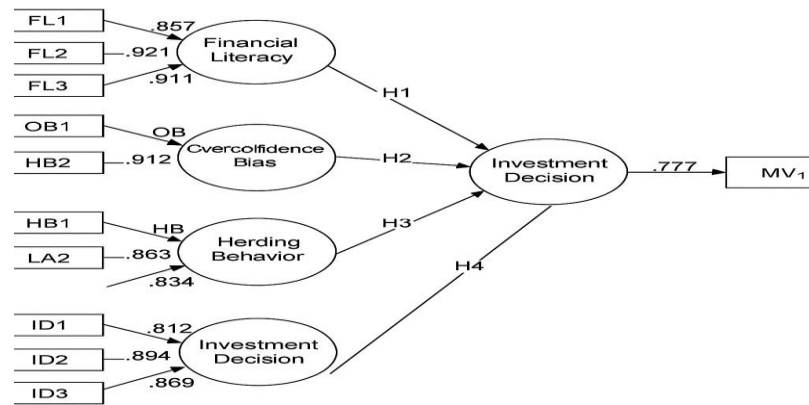 FL1
.857
FL2
.921
FL3
.911
Financial
Literacy
H1
OB1
OB
HB2
.912
Cvercolfidence
Bias
H2
Investment
Decision
.777
MV₁
HB1
HB
LA2
.863
.834
Herding
Behavior
H3
H4
ID1
.812
ID2
.894
ID3
.869
Investment
Decision